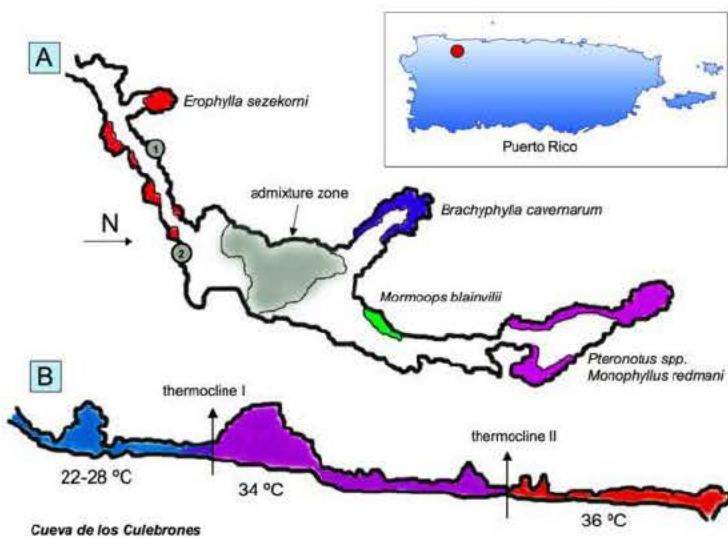 A
Erophylla sezekorni
Puerto Rico
1
admixture zone
N
Brachyphylla cavernarum
2
Mormoops blainvilii
Pteronotus spp.
Monophyllus redmani
B
thermocline I
thermocline II
22-28 ºC
34 ºC
36 ºC
Cueva de los Culebrones